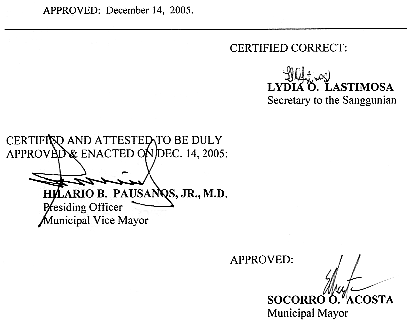 APPROVED: December 14, 2005.
CERTIFIED CORRECT:
LYDIA O. LASTIMOSA
Secretary to the Sanggunian
CERTIFIED AND ATTESTED TO BE DULY
APPROVED & ENACTED ON DEC. 14, 2005:
HILARIO B. PAUSANOS, JR., M.D.
Presiding Officer
Municipal Vice Mayor
APPROVED:
SOCORRO O. ACOSTA
Municipal Mayor